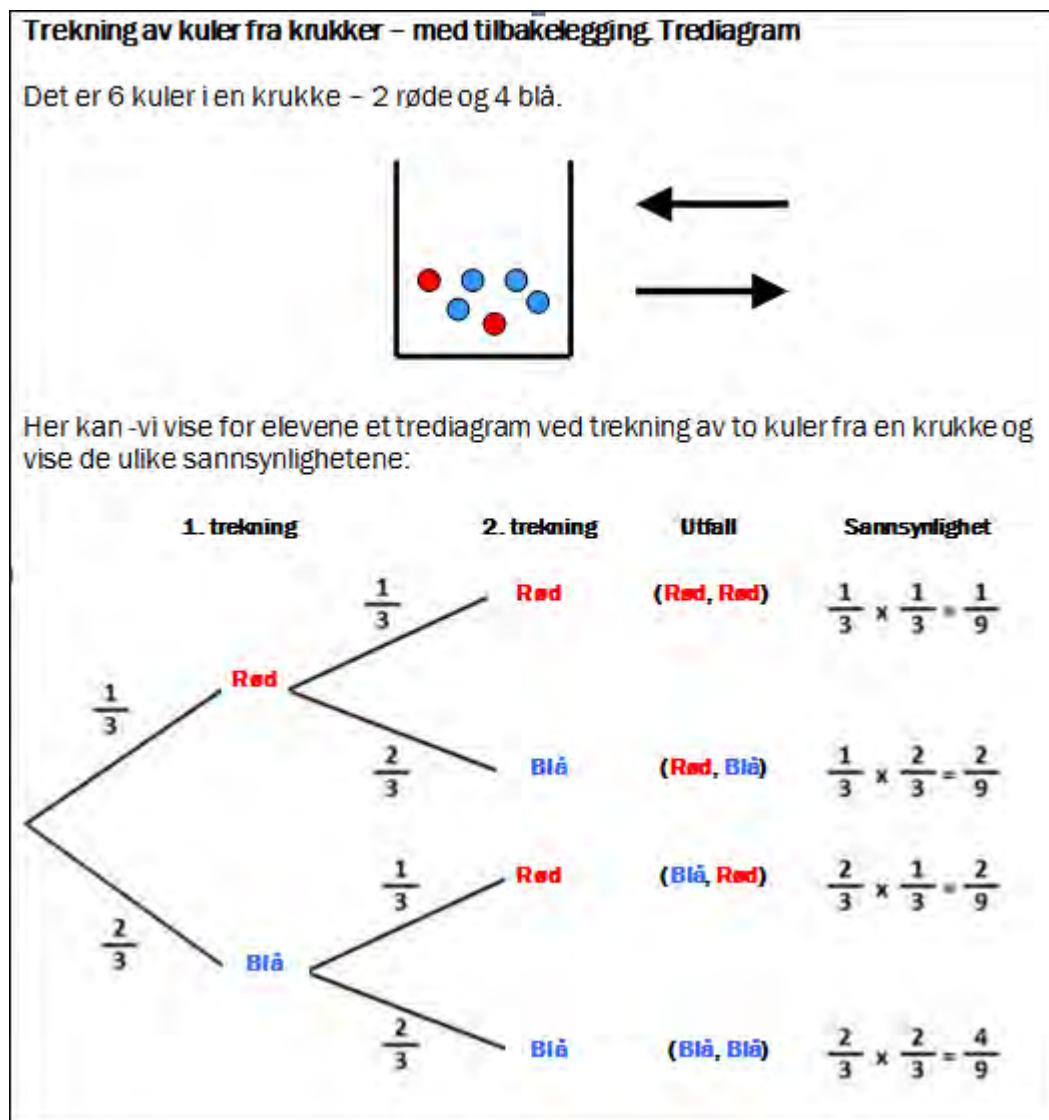 Trekning av kuler fra krukker – med tilbakelegging. Trediagram
Det er 6 kuler i en krukke – 2 røde og 4 blå.
Her kan -vi vise for elevene et trediagram ved trekning av to kuler fra en krukke og
vise de ulike sannsynlighetene:
1. trekning 2. trekning Utfall Sannsynlighet
1/3 Rød (Rød, Rød) 1/3 x 1/3 = 1/9
1/3 Rød
2/3 Blå (Rød, Blå) 1/3 x 2/3 = 2/9
1/3 Rød (Blå, Rød) 2/3 x 1/3 = 2/9
2/3 Blå
2/3 Blå (Blå, Blå) 2/3 x 2/3 = 4/9